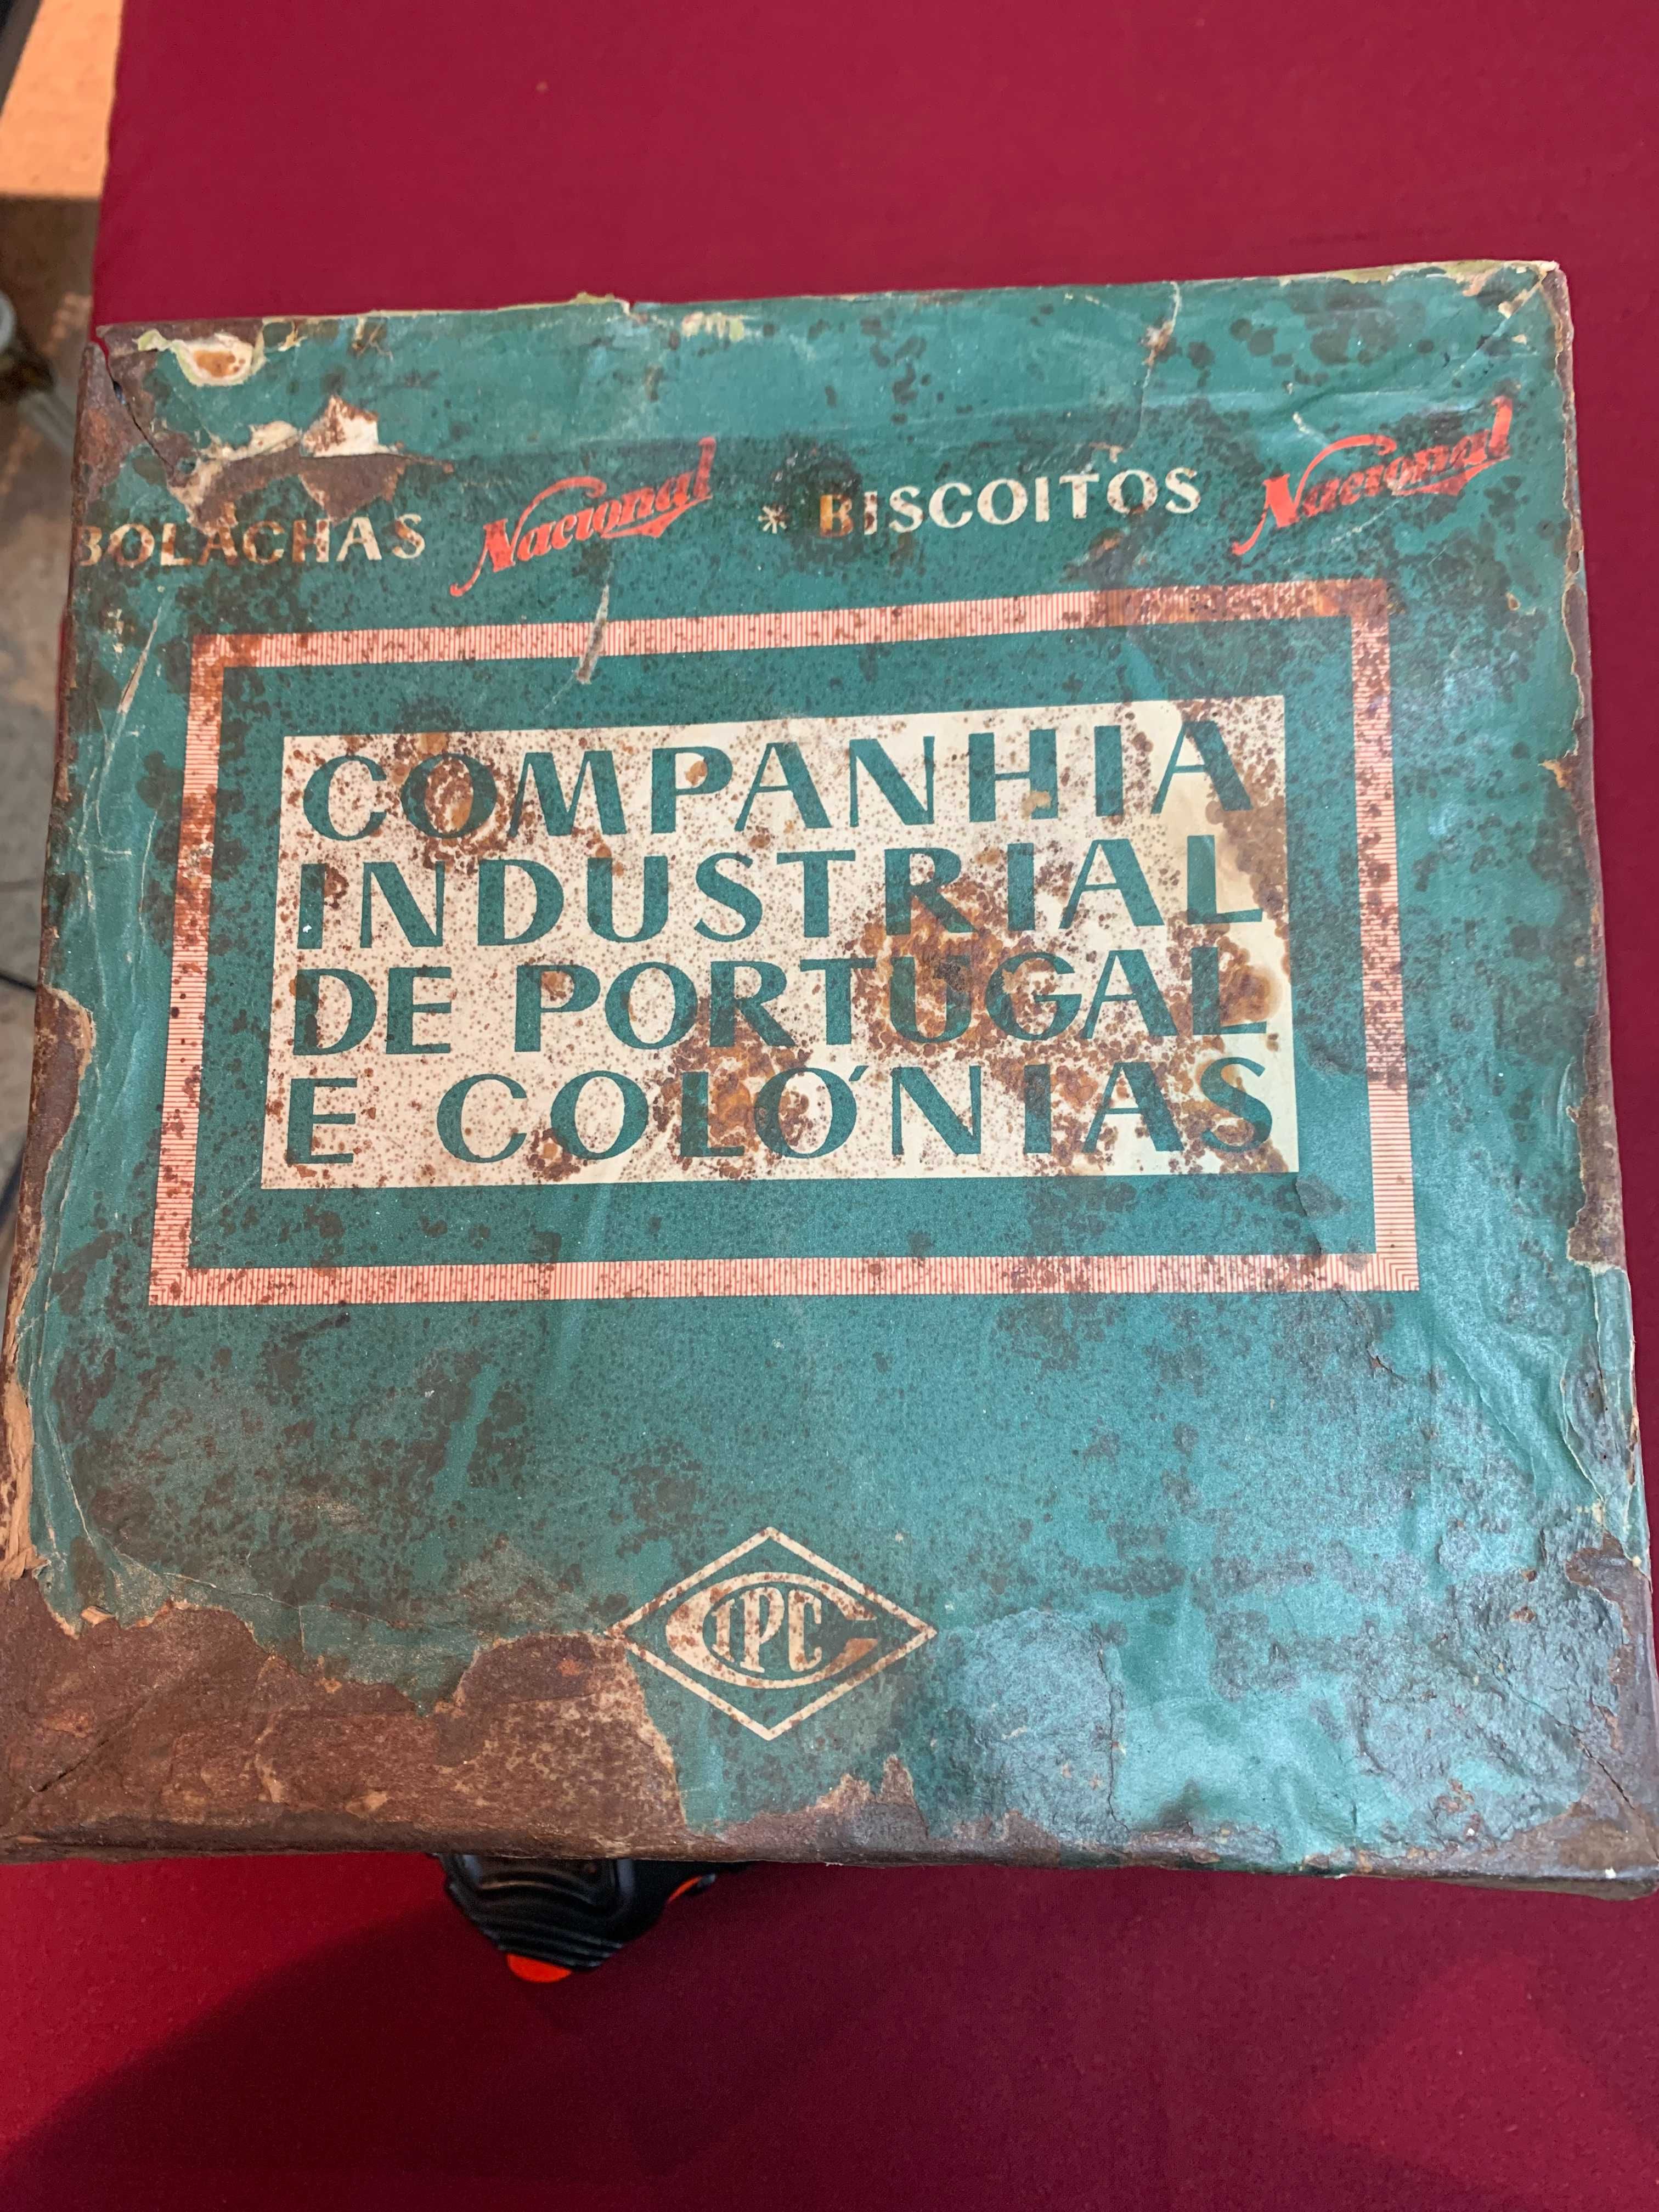 BOLACHAS Nacional * BISCOITOS Nacional
COMPANHIA
INDUSTRIAL
DE PORTUGAL
E COLÓNIAS
CIPC